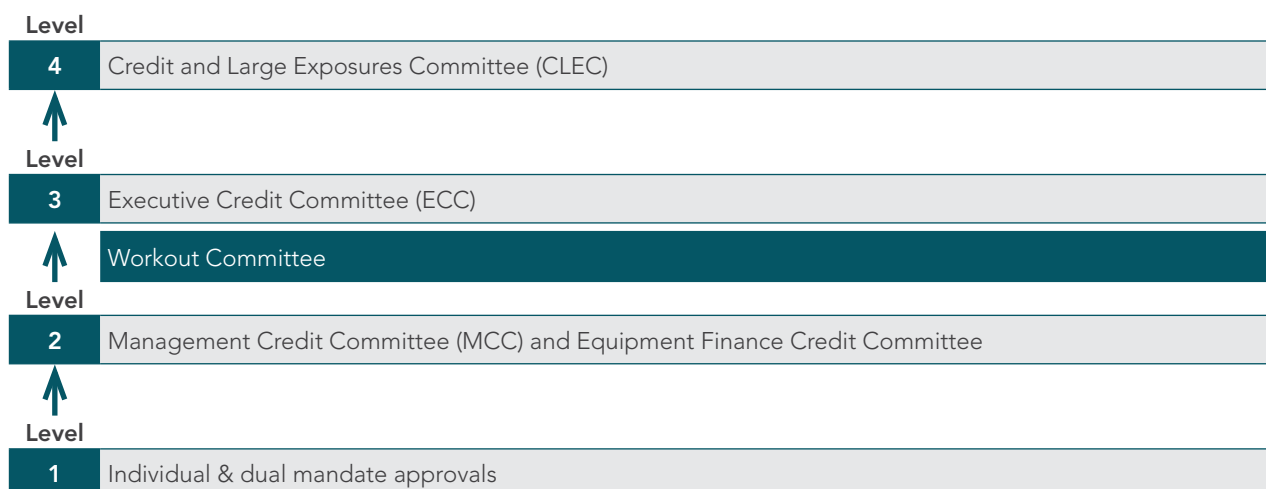 Level
4 Credit and Large Exposures Committee (CLEC)
Level
3 Executive Credit Committee (ECC)
Workout Committee
Level
2 Management Credit Committee (MCC) and Equipment Finance Credit Committee
Level
1 Individual & dual mandate approvals